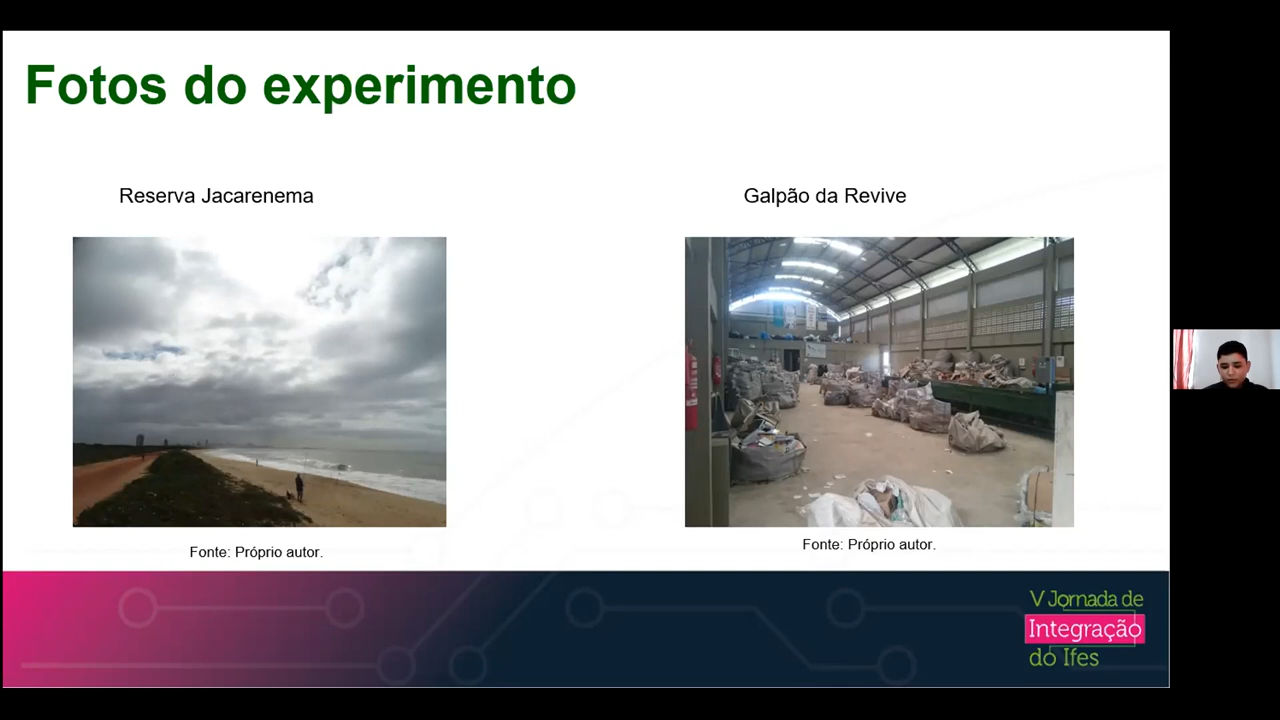 Fotos do experimento
Reserva Jacarenema
Galpão da Revive
Fonte: Próprio autor.
Fonte: Próprio autor.
V Jornada de
Integração
do Ifes